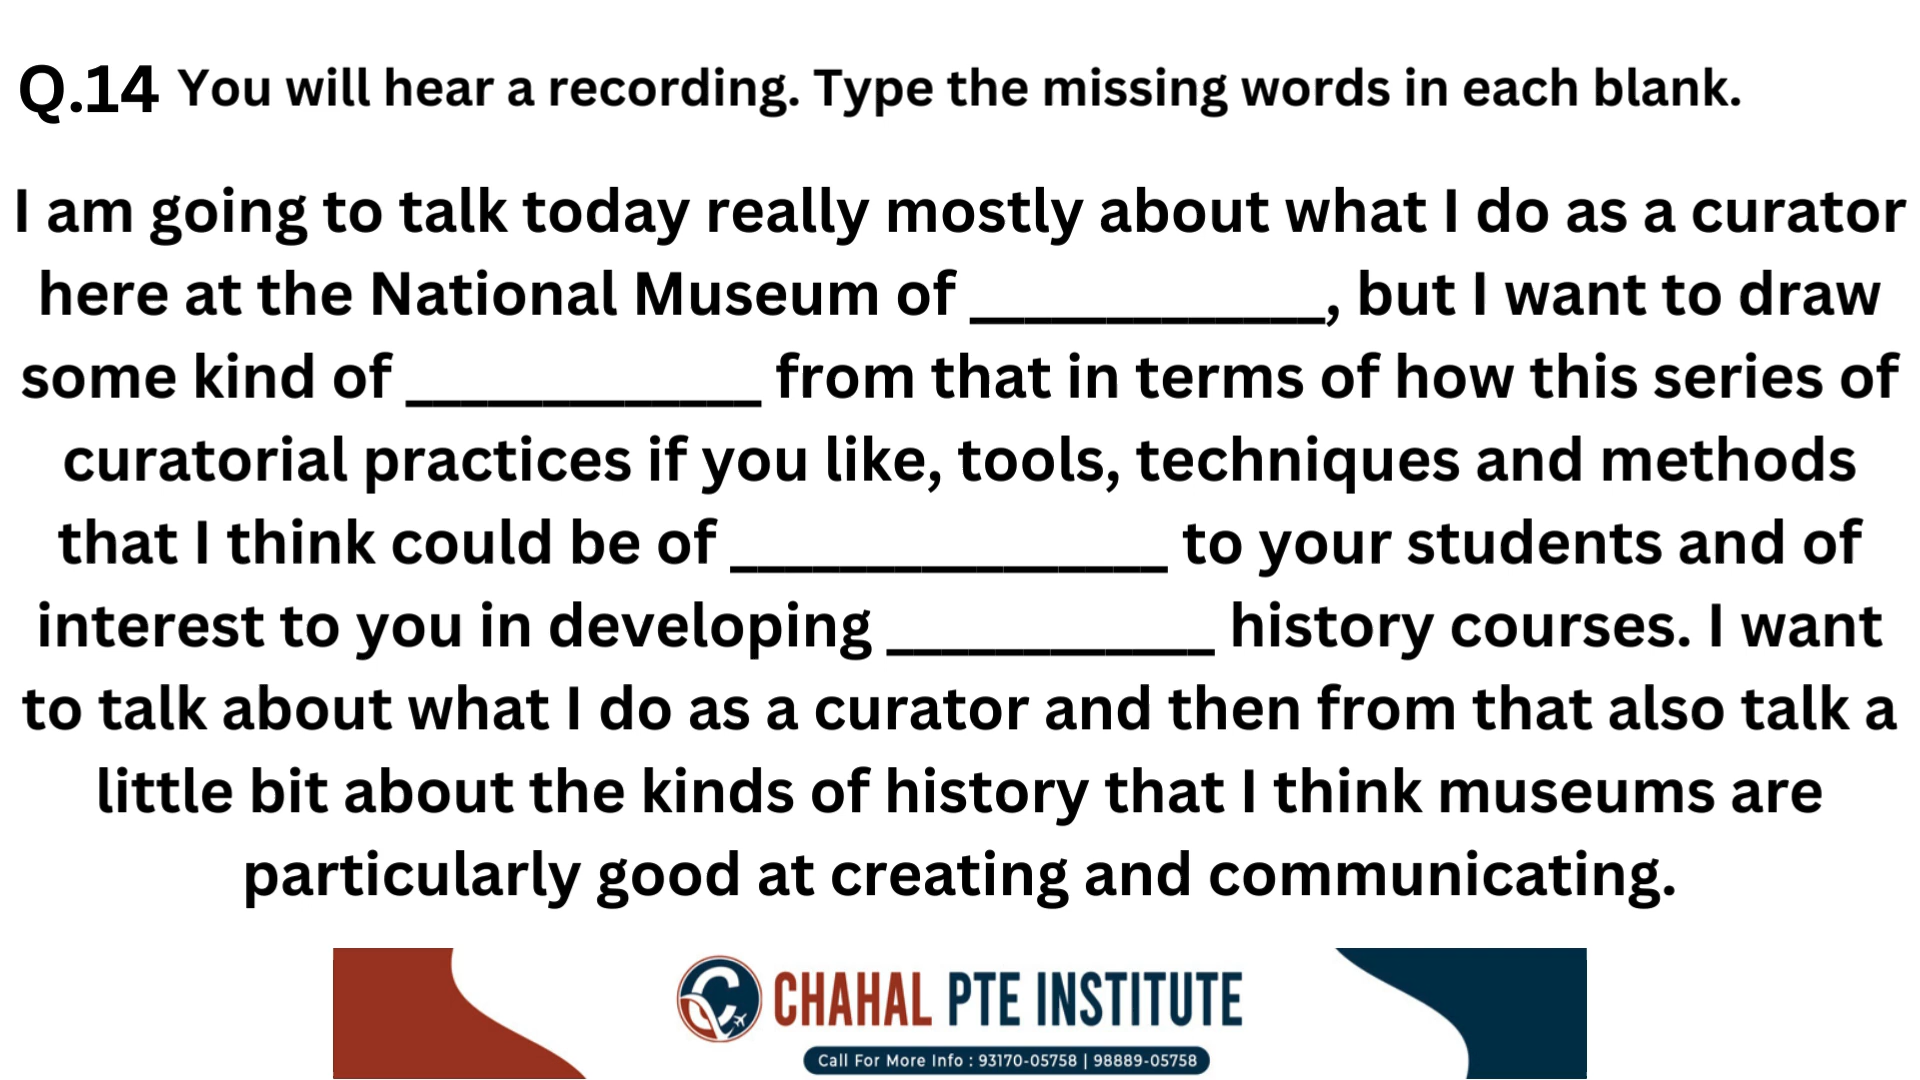 Q.14 You will hear a recording. Type the missing words in each blank.
I am going to talk today really mostly about what I do as a curator
here at the National Museum of _____________, but I want to draw
some kind of _____________ from that in terms of how this series of
curatorial practices if you like, tools, techniques and methods
that I think could be of ________________ to your students and of
interest to you in developing ____________ history courses. I want
to talk about what I do as a curator and then from that also talk a
little bit about the kinds of history that I think museums are
particularly good at creating and communicating.
CHAHAL PTE INSTITUTE
Call For More Info : 93170-05758 | 98889-05758